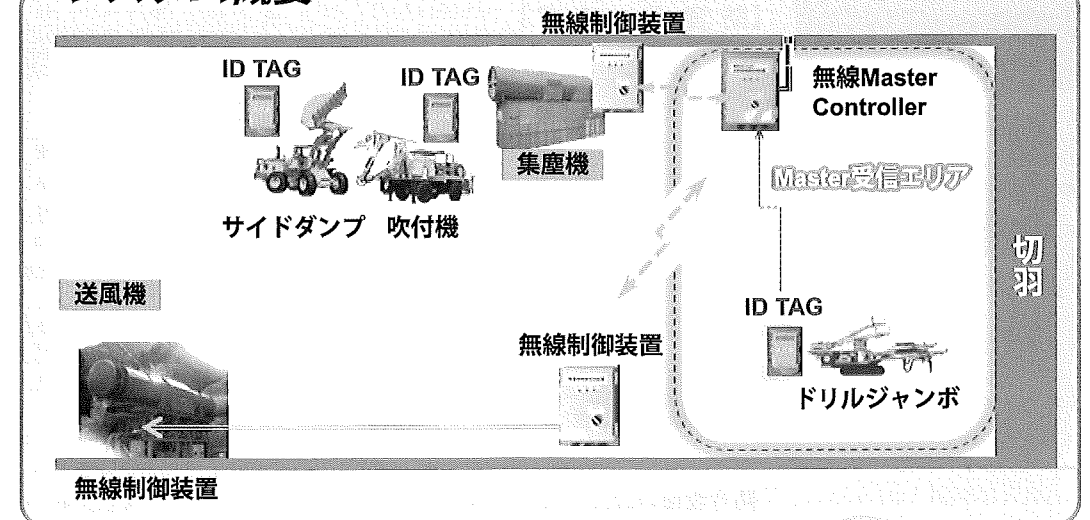 無線制御装置
ID TAG
ID TAG
無線Master
Controller
集塵機
Master受信エリア
サイドダンプ 吹付機
切羽
送風機
ID TAG
無線制御装置
ドリルジャンボ
無線制御装置